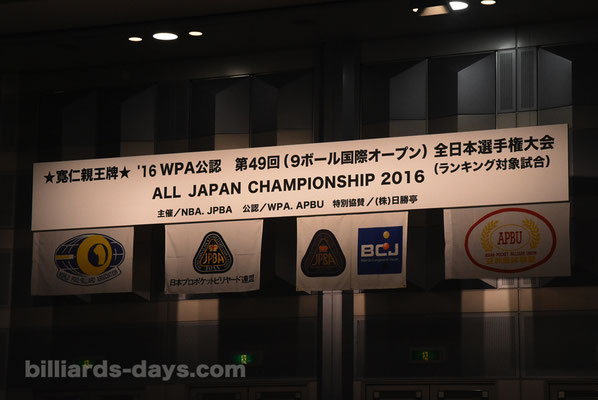 ★寛仁親王牌★ '16 WPA公認 第49回(9ボール国際オープン) 全日本選手権大会
ALL JAPAN CHAMPIONSHIP 2016 (ランキング対象試合)
主催/NBA. JPBA 公認/WPA. APBU 特別協賛/(株)日勝亭
JPBA
日本プロポケットビリヤード連盟
JPBA
BCJ
APBU
billiards-days.com